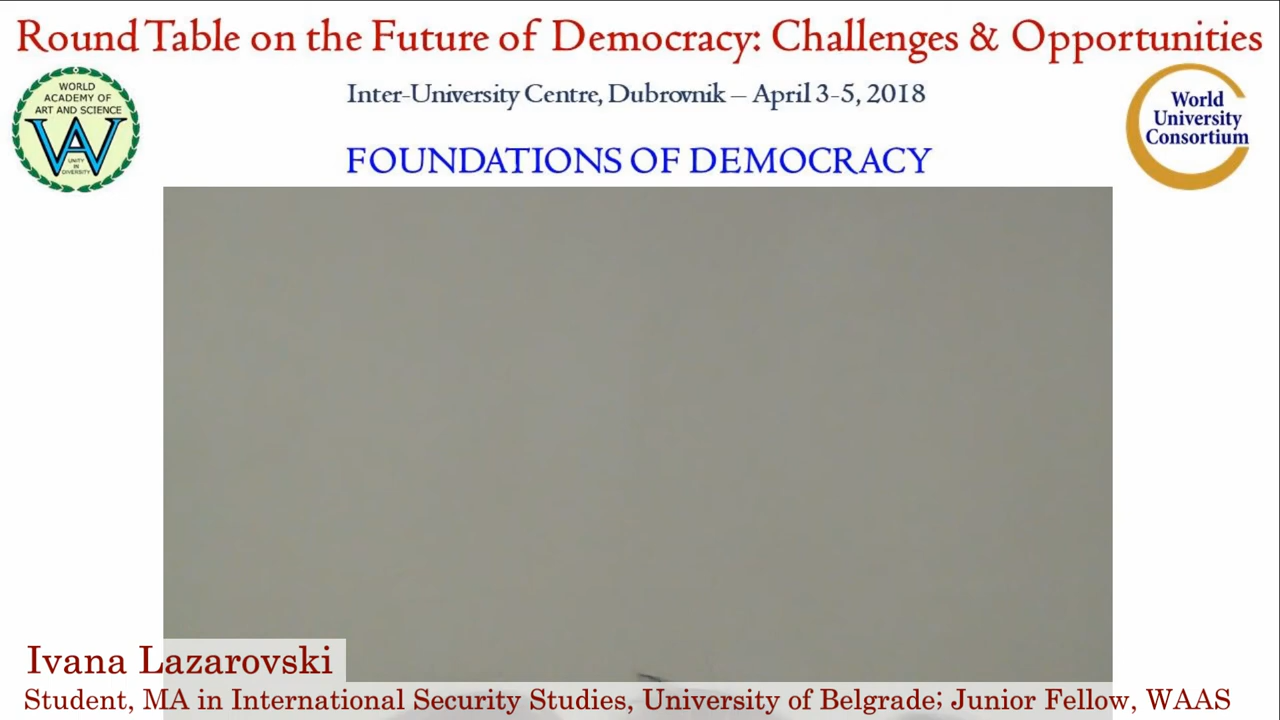 Round Table on the Future of Democracy: Challenges & Opportunities
WORLD
ACADEMY OF
ART AND SCIENCE
WA
UNITY
IN
DIVERSITY
Inter-University Centre, Dubrovnik – April 3-5, 2018
World
University
Consortium
FOUNDATIONS OF DEMOCRACY
Ivana Lazarovski
Student, MA in International Security Studies, University of Belgrade; Junior Fellow, WAAS